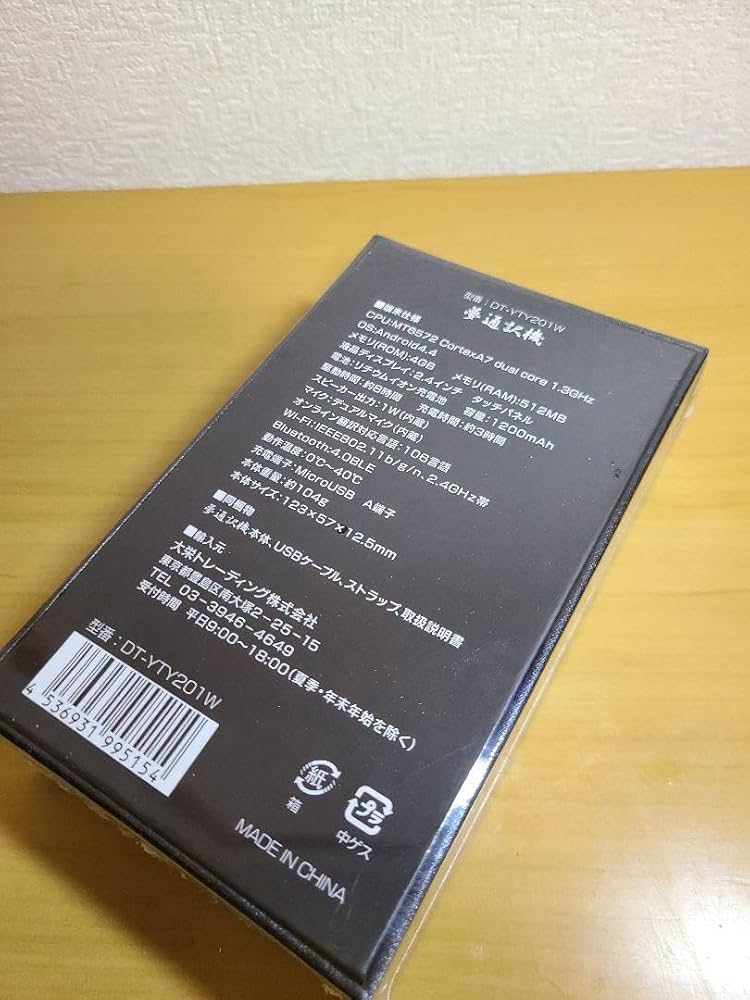 型番:DT-YTY201W
夢通訳機
■端末仕様
CPU:MT6572 CortexA7 dual core 1.3GHz
OS:Android4.4
メモリ(ROM):4GB メモリ(RAM):512MB
液晶ディスプレイ:2.4インチ タッチパネル
電池:リチウムイオン充電池 容量:1200mAh
駆動時間:約8時間 充電時間:約3時間
スピーカー出力:1W(内蔵)
マイク:デュアルマイク(内蔵)
オンライン翻訳対応言語:106言語
Wi-Fi:IEEE802.11b/g/n、2.4GHz帯
Bluetooth:4.0BLE
動作温度:0℃~40℃
充電端子:MicroUSB A端子
本体重量:約104g
本体サイズ:123×57×12.5mm
■同梱物
夢通訳機本体、USBケーブル、ストラップ、取扱説明書
■輸入元
大栄トレーディング株式会社
東京都豊島区南大塚2-25-15
TEL 03-3946-4649
受付時間 平日9:00~18:00(夏季・年末年始を除く)
型番:DT-YTY201W
4 536931 995154
紙
箱
プラ
中ゲス
MADE IN CHINA